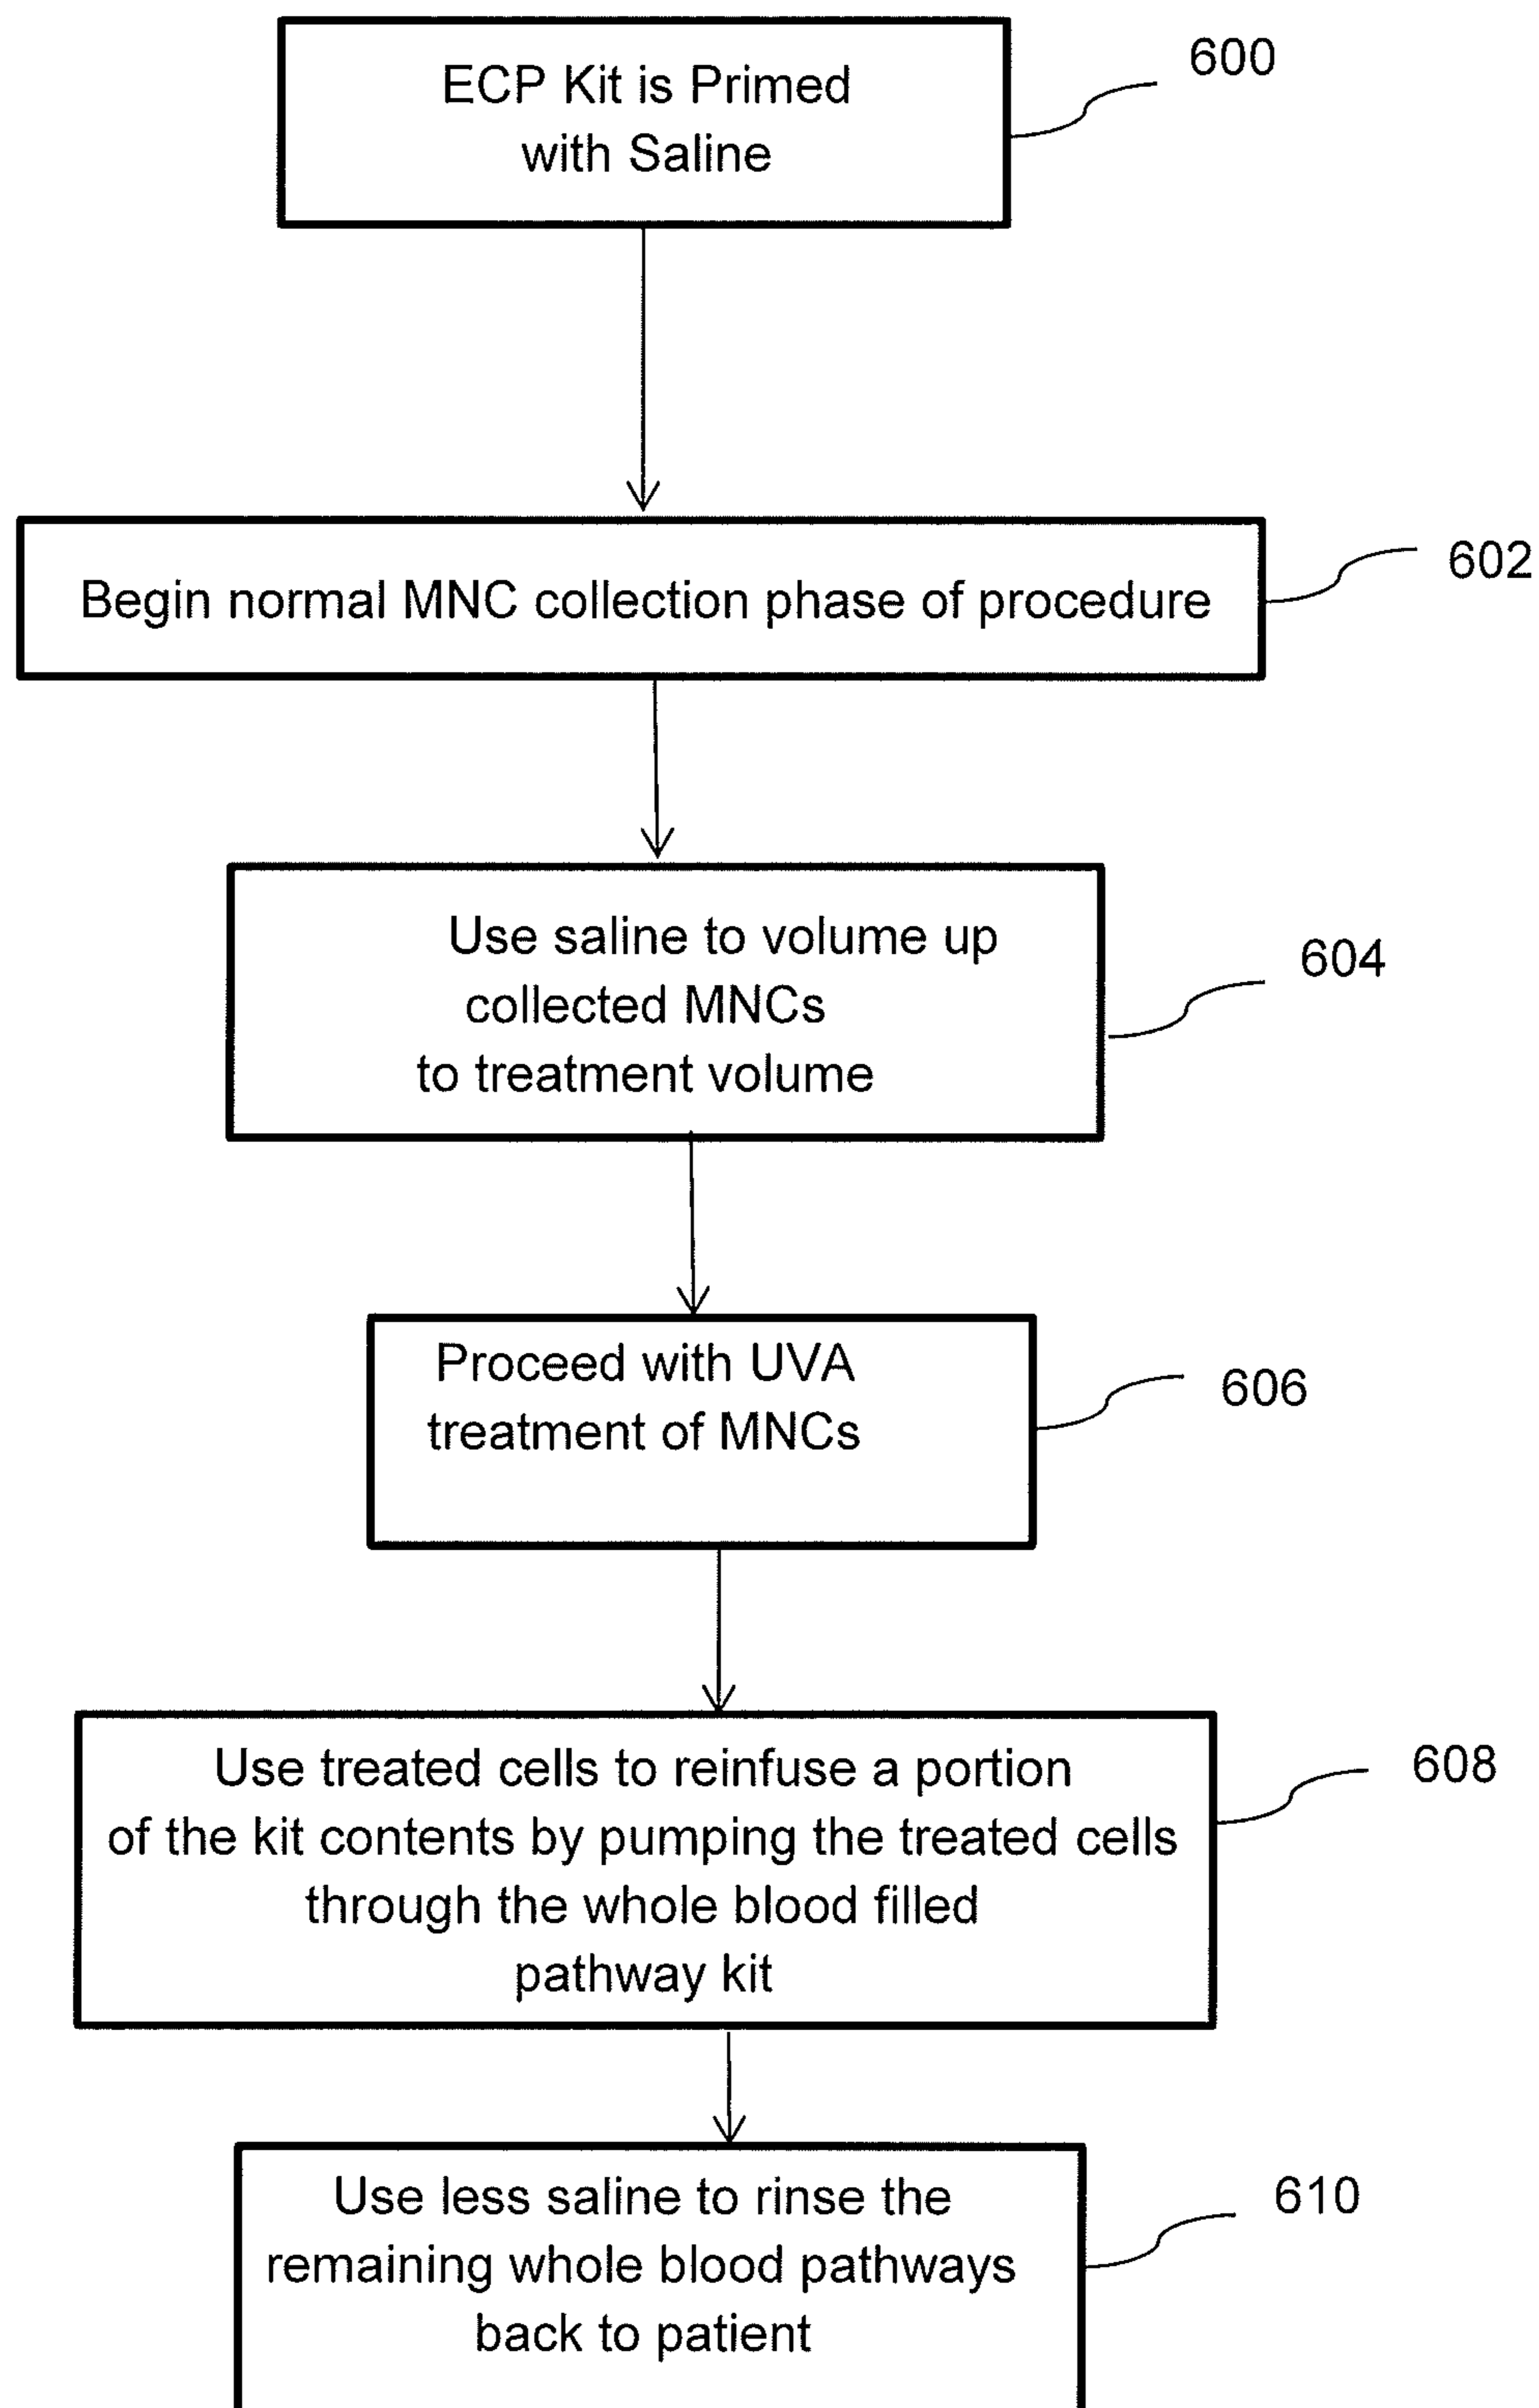 ECP Kit is Primed
with Saline
600
Begin normal MNC collection phase of procedure
602
Use saline to volume up
collected MNCs
to treatment volume
604
Proceed with UVA
treatment of MNCs
606
Use treated cells to reinfuse a portion
of the kit contents by pumping the treated cells
through the whole blood filled
pathway kit
608
Use less saline to rinse the
remaining whole blood pathways
back to patient
610